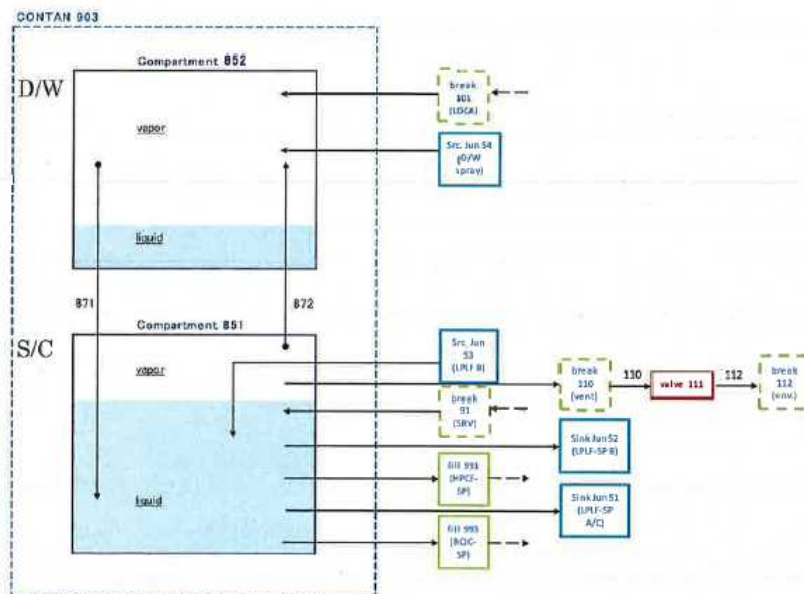 CONTAN 903
D/W
Compartment 852
vapor
liquid
break
801
(LOCA)
Src. Jun 54
(D/W
spray)
871
872
S/C
Compartment 851
vapor
liquid
Src. Jun
53
(LPLF B)
break
91
(SRV)
fill 991
(HPCF-
SP)
fill 993
(RCIC-
SP)
break
110
(vent)
110
valve 111
112
break
112
(env.)
Sink Jun 52
(LPLF-SP B)
Sink Jun 51
(LPLF-SP
A/C)